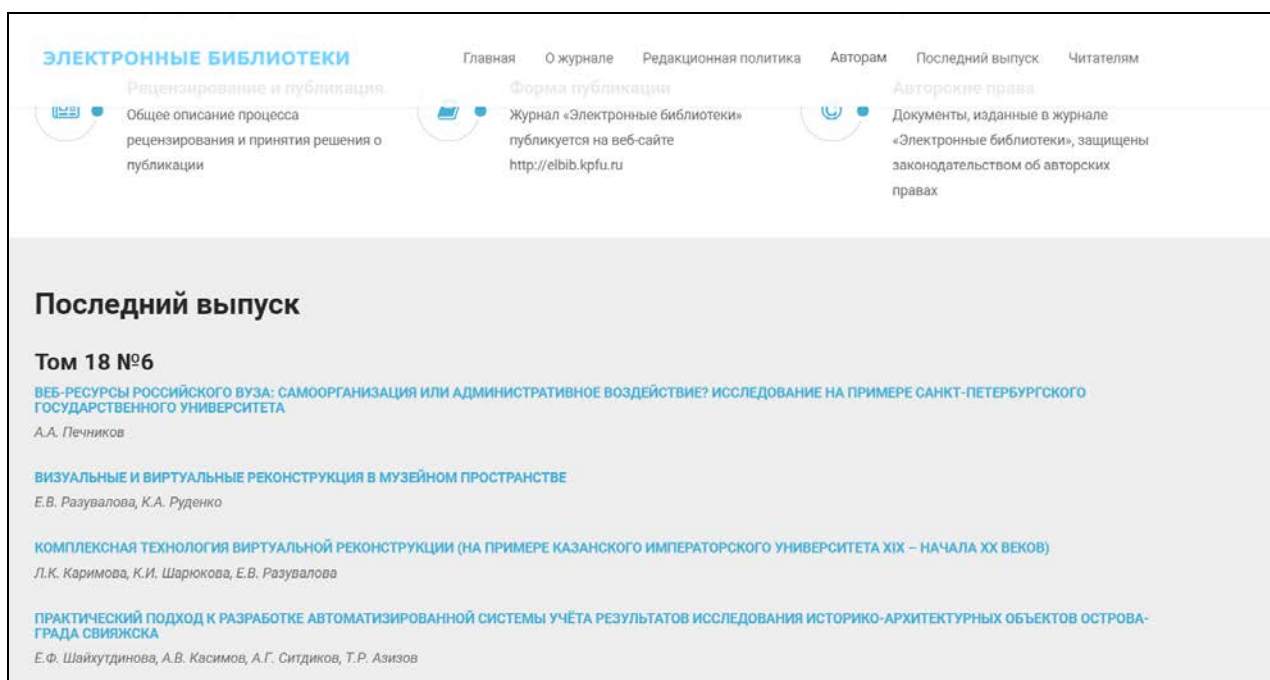 ЭЛЕКТРОННЫЕ БИБЛИОТЕКИ
Главная О журнале Редакционная политика Авторам Последний выпуск Читателям
Рецензирование и публикация
Общее описание процесса
рецензирования и принятия решения о
публикации
Форма публикации
Журнал «Электронные библиотеки»
публикуется на веб-сайте
http://elbib.kpfu.ru
Авторские права
Документы, изданные в журнале
«Электронные библиотеки», защищены
законодательством об авторских
правах
Последний выпуск
Том 18 №6
ВЕБ-РЕСУРСЫ РОССИЙСКОГО ВУЗА: САМООРГАНИЗАЦИЯ ИЛИ АДМИНИСТРАТИВНОЕ ВОЗДЕЙСТВИЕ? ИССЛЕДОВАНИЕ НА ПРИМЕРЕ САНКТ-ПЕТЕРБУРГСКОГО
ГОСУДАРСТВЕННОГО УНИВЕРСИТЕТА
А.А. Печников
ВИЗУАЛЬНЫЕ И ВИРТУАЛЬНЫЕ РЕКОНСТРУКЦИЯ В МУЗЕЙНОМ ПРОСТРАНСТВЕ
Е.В. Разувалова, К.А. Руденко
КОМПЛЕКСНАЯ ТЕХНОЛОГИЯ ВИРТУАЛЬНОЙ РЕКОНСТРУКЦИИ (НА ПРИМЕРЕ КАЗАНСКОГО ИМПЕРАТОРСКОГО УНИВЕРСИТЕТА XIX – НАЧАЛА XX ВЕКОВ)
Л.К. Каримова, К.И. Шарюкова, Е.В. Разувалова
ПРАКТИЧЕСКИЙ ПОДХОД К РАЗРАБОТКЕ АВТОМАТИЗИРОВАННОЙ СИСТЕМЫ УЧЁТА РЕЗУЛЬТАТОВ ИССЛЕДОВАНИЯ ИСТОРИКО-АРХИТЕКТУРНЫХ ОБЪЕКТОВ ОСТРОВА-
ГРАДА СВИЯЖСКА
Е.Ф. Шайхутдинова, А.В. Касимов, А.Г. Ситдиков, Т.Р. Азизов